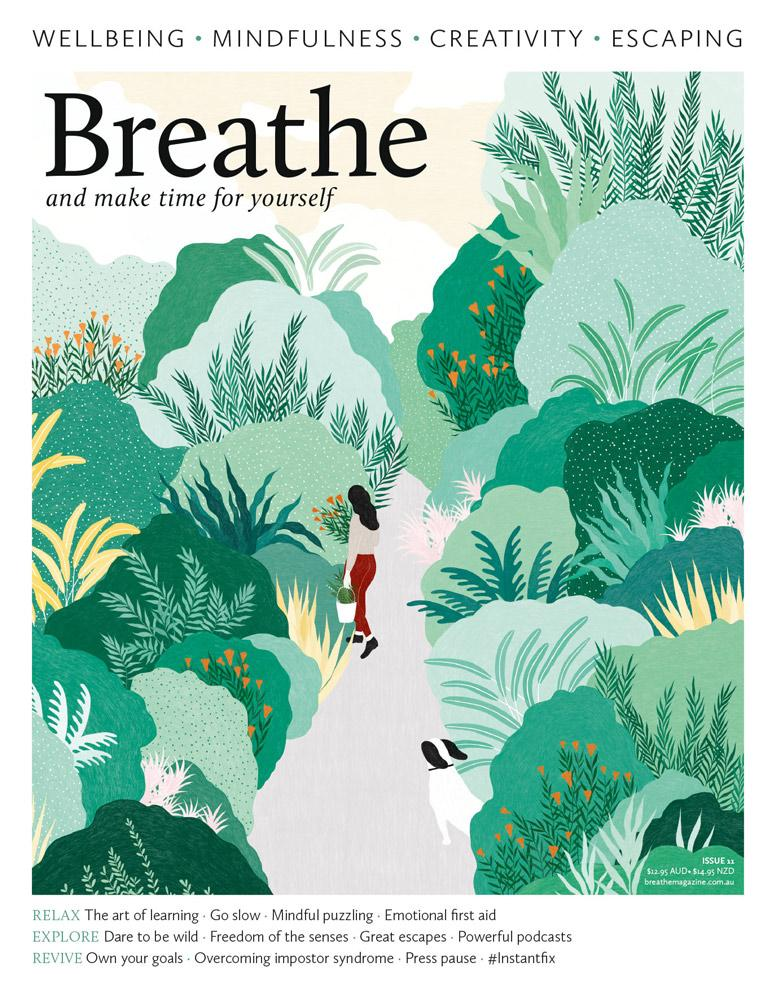 WELLBEING • MINDFULNESS • CREATIVITY • ESCAPING
Breathe
and make time for yourself
ISSUE 11
$12.95 AUD • $14.95 NZD
breathemagazine.com.au
RELAX The art of learning · Go slow · Mindful puzzling · Emotional first aid
EXPLORE Dare to be wild · Freedom of the senses · Great escapes · Powerful podcasts
REVIVE Own your goals · Overcoming impostor syndrome · Press pause · #Instantfix